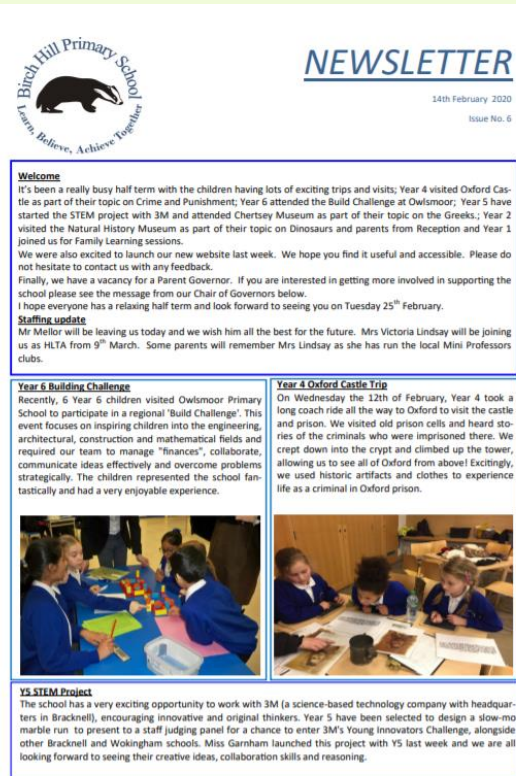 Birch Hill Primary School
Learn, Believe, Achieve Together
NEWSLETTER
14th February 2020
Issue No. 6
Welcome
It's been a really busy half term with the children having lots of exciting trips and visits; Year 4 visited Oxford Cas-
tle as part of their topic on Crime and Punishment; Year 6 attended the Build Challenge at Owlsmoor; Year 5 have
started the STEM project with 3M and attended Chertsey Museum as part of their topic on the Greeks.; Year 2
visited the Natural History Museum as part of their topic on Dinosaurs and parents from Reception and Year 1
joined us for Family Learning sessions.
We were also excited to launch our new website last week. We hope you find it useful and accessible. Please do
not hesitate to contact us with any feedback.
Finally, we have a vacancy for a Parent Governor. If you are interested in getting more involved in supporting the
school please see the message from our Chair of Governors below.
I hope everyone has a relaxing half term and look forward to seeing you on Tuesday 25th February.
Staffing update
Mr Mellor will be leaving us today and we wish him all the best for the future. Mrs Victoria Lindsay will be joining
us as HLTA from 9th March. Some parents will remember Mrs Lindsay as she has run the local Mini Professors
clubs.
Year 6 Building Challenge
Recently, 6 Year 6 children visited Owlsmoor Primary
School to participate in a regional 'Build Challenge'. This
event focuses on inspiring children into the engineering,
architectural, construction and mathematical fields and
required our team to manage "finances", collaborate,
communicate ideas effectively and overcome problems
strategically. The children represented the school fan-
tastically and had a very enjoyable experience.
Year 4 Oxford Castle Trip
On Wednesday the 12th of February, Year 4 took a
long coach ride all the way to Oxford to visit the castle
and prison. We visited old prison cells and heard sto-
ries of the criminals who were imprisoned there. We
crept down into the crypt and climbed up the tower,
allowing us to see all of Oxford from above! Excitingly,
we used historic artifacts and clothes to experience
life as a criminal in Oxford prison.
Y5 STEM Project
The school has a very exciting opportunity to work with 3M (a science-based technology company with headquar-
ters in Bracknell), encouraging innovative and original thinkers. Year 5 have been selected to design a slow-mo
marble run to present to a staff judging panel for a chance to enter 3M's Young Innovators Challenge, alongside
other Bracknell and Wokingham schools. Miss Garnham launched this project with Y5 last week and we are all
looking forward to seeing their creative ideas, collaboration skills and reasoning.